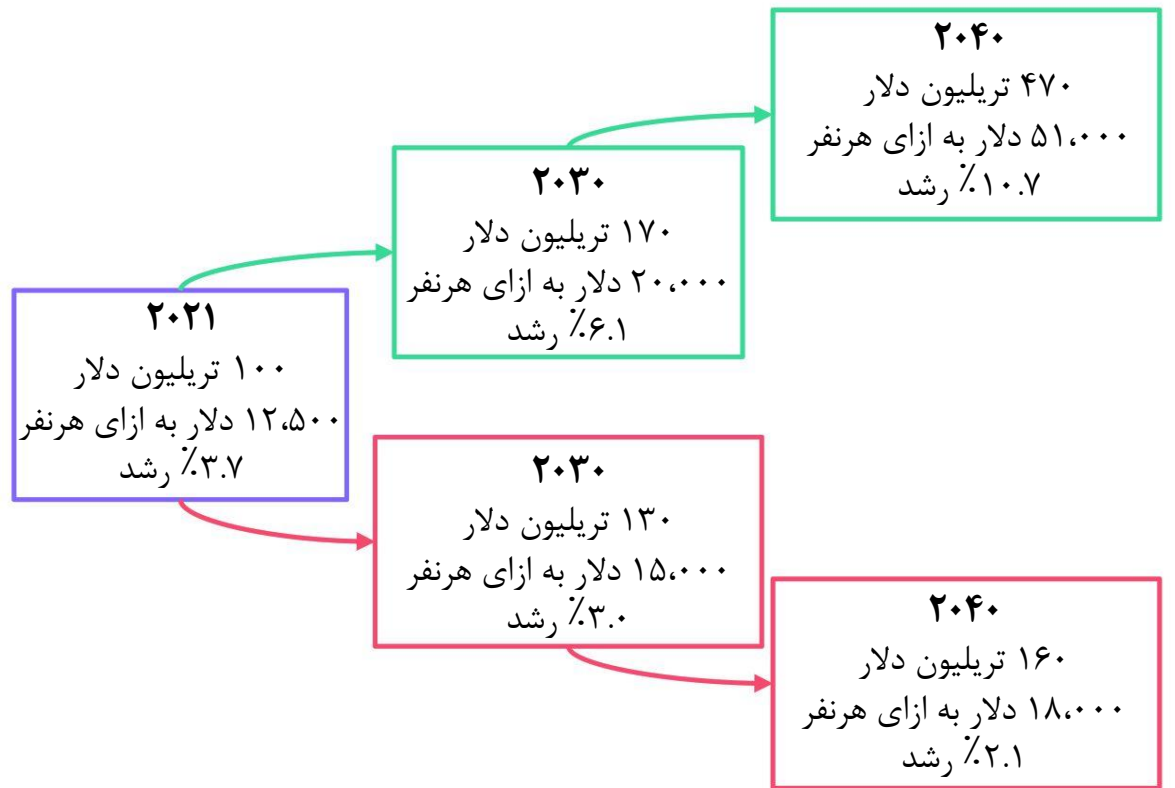 ۲۰۴۰
۴۷۰ تریلیون دلار
۵۱،۰۰۰ دلار به ازای هرنفر
۱۰.۷٪ رشد
۲۰۳۰
۱۷۰ تریلیون دلار
۲۰،۰۰۰ دلار به ازای هرنفر
۶.۱٪ رشد
۲۰۲۱
۱۰۰ تریلیون دلار
۱۲،۵۰۰ دلار به ازای هرنفر
۳.۷٪ رشد
۲۰۳۰
۱۳۰ تریلیون دلار
۱۵،۰۰۰ دلار به ازای هرنفر
۳.۰٪ رشد
۲۰۴۰
۱۶۰ تریلیون دلار
۱۸،۰۰۰ دلار به ازای هرنفر
۲.۱٪ رشد